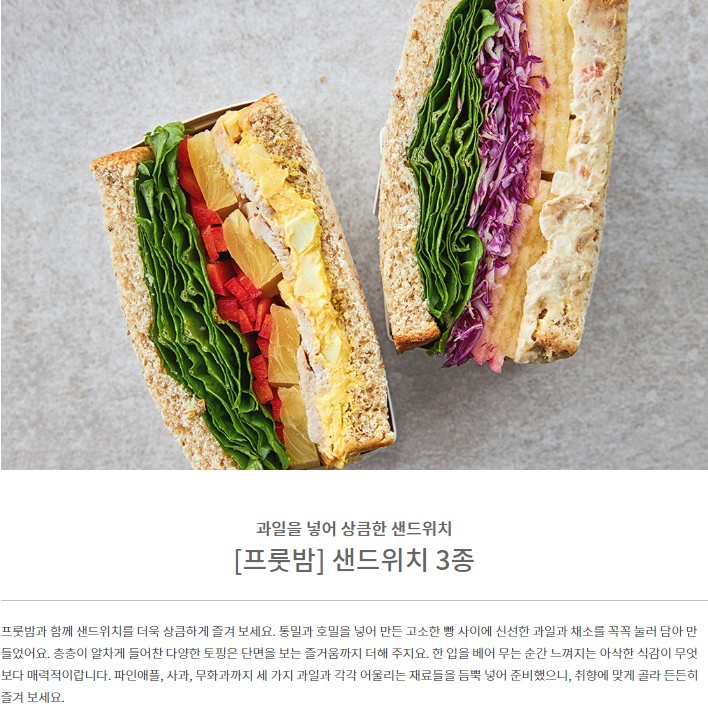 과일을 넣어 상큼한 샌드위치
[프룻밤] 샌드위치 3종
프룻밤과 함께 샌드위치를 더욱 상큼하게 즐겨 보세요. 통밀과 호밀을 넣어 만든 고소한 빵 사이에 신선한 과일과 채소를 꼭꼭 눌러 담아 만
들었어요. 층층이 알차게 들어찬 다양한 토핑은 단면을 보는 즐거움까지 더해 주지요. 한 입을 베어 무는 순간 느껴지는 아삭한 식감이 무엇
보다 매력적이랍니다. 파인애플, 사과, 무화과까지 세 가지 과일과 각각 어울리는 재료들을 듬뿍 넣어 준비했으니, 취향에 맞게 골라 든든히
즐겨 보세요.